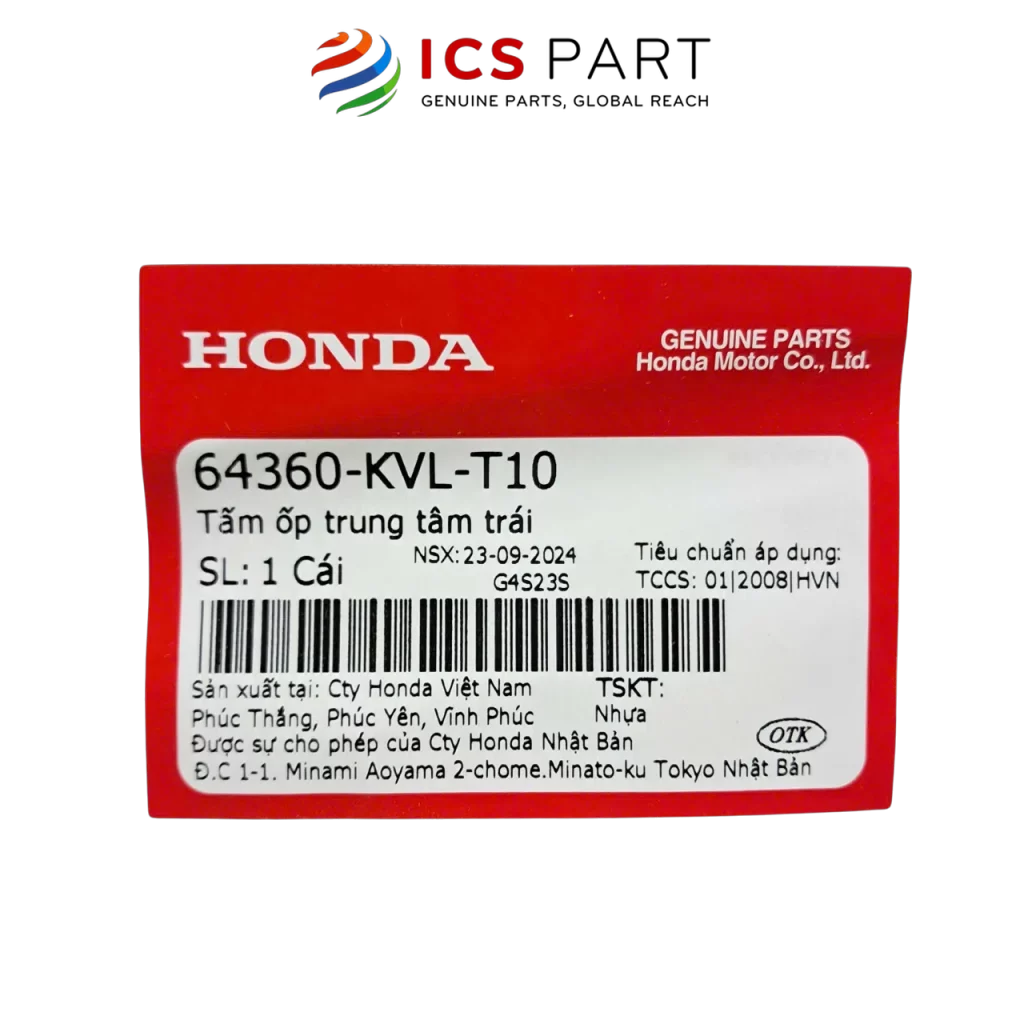 ICS PART
GENUINE PARTS, GLOBAL REACH
HONDA
GENUINE PARTS
Honda Motor Co., Ltd.
64360-KVL-T10
Tấm ốp trung tâm trái
SL: 1 Cái
NSX: 23-09-2024
G4S23S
Tiêu chuẩn áp dụng:
TCCS: 01|2008|HVN
Sản xuất tại: Cty Honda Việt Nam
Phúc Thắng, Phúc Yên, Vĩnh Phúc
Được sự cho phép của Cty Honda Nhật Bản
Đ.C 1-1. Minami Aoyama 2-chome.Minato-ku Tokyo Nhật Bản
TSKT:
Nhựa
OTK